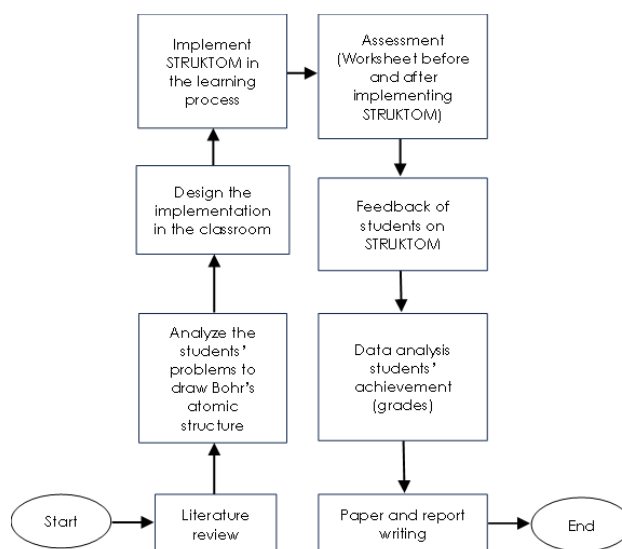 Implement
STRUKTOM in
the learning
process
Assessment
(Worksheet before
and after
implementing
STRUKTOM)
Design the
implementation
in the classroom
Feedback of
students on
STRUKTOM
Analyze the
students’
problems to
draw Bohr’s
atomic
structure
Data analysis
students’
achievement
(grades)
Start
Literature
review
Paper and report
writing
End